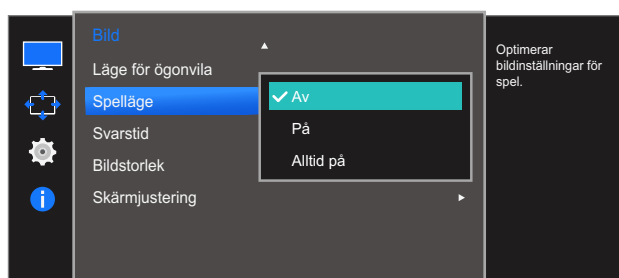 Bild
Läge för ögonvila
Spelläge
Svarstid
Bildstorlek
Skärmjustering
Av
På
Alltid på
Optimerar
bildinställningar för
spel.